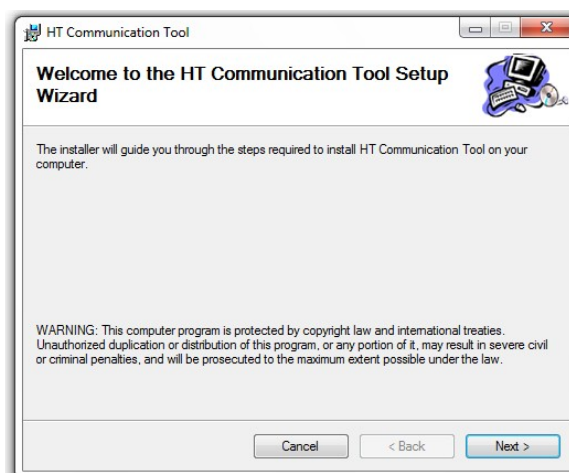 HT Communication Tool
Welcome to the HT Communication Tool Setup
Wizard
The installer will guide you through the steps required to install HT Communication Tool on your
computer.
WARNING: This computer program is protected by copyright law and international treaties.
Unauthorized duplication or distribution of this program, or any portion of it, may result in severe civil
or criminal penalties, and will be prosecuted to the maximum extent possible under the law.
Cancel
< Back
Next >